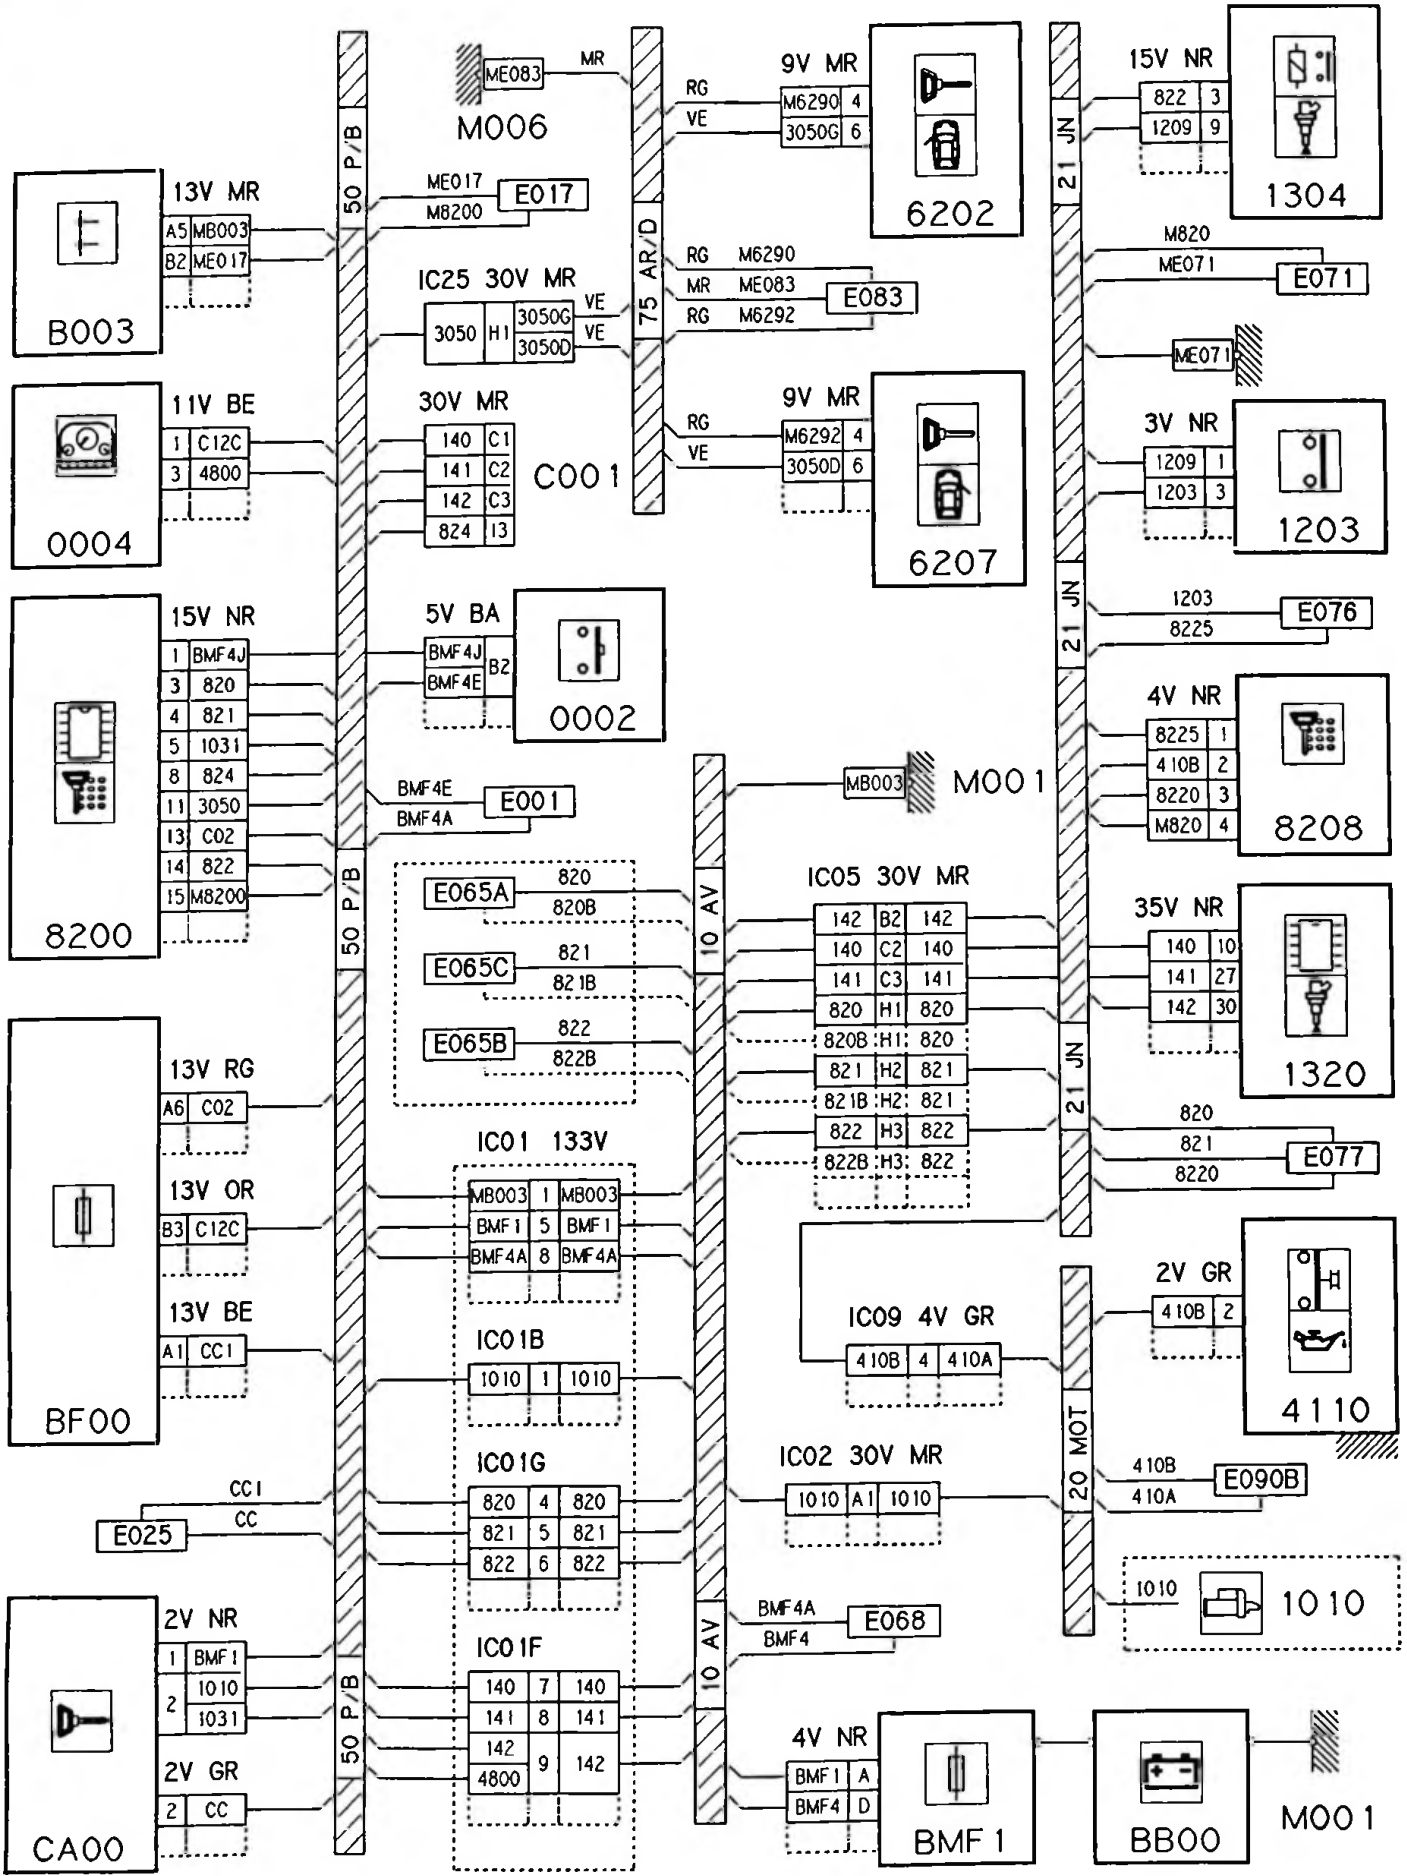 13V MR
A5 MB003
B2 ME017
B003
11V BE
1 C12C
3 4800
0004
15V NR
1 BMF4J
3 820
4 821
5 1031
8 824
11 3050
13 C02
14 822
15 M8200
8200
13V RG
A6 C02
13V OR
B3 C12C
13V BE
A1 CC1
BF00
CC1
CC
E025
2V NR
1 BMF1
2 1010
1031
2V GR
2 CC
CA00
50 P/B
50 P/B
50 P/B
ME083
MR
M006
ME017
E017
M8200
IC25 30V MR
3050 H1 3050G VE
3050D VE
30V MR
140 C1
141 C2
142 C3
824 I3
C001
5V BA
BMF4J B2
BMF4E
0002
BMF4E
E001
BMF4A
E065A
820
820B
E065C
821
821B
E065B
822
822B
IC01 133V
MB003 1 MB003
BMF1 5 BMF1
BMF4A 8 BMF4A
IC01B
1010 1 1010
IC01G
820 4 820
821 5 821
822 6 822
IC01F
140 7 140
141 8 141
142 9 142
4800
75 AR/D
RG
VE
9V MR
M6290 4
3050G 6
6202
RG M6290
MR ME083
E083
RG M6292
RG
VE
9V MR
M6292 4
3050D 6
6207
10 AV
10 AV
MB003
M001
IC05 30V MR
142 B2 142
140 C2 140
141 C3 141
820 H1 820
820B H1 820
821 H2 821
821B H2 821
822 H3 822
822B H3 822
IC09 4V GR
410B 4 410A
IC02 30V MR
1010 A1 1010
BMF4A
E068
BMF4
4V NR
BMF1 A
BMF4 D
BMF1
BB00
M001
21 JN
21 JN
21 JN
15V NR
822 3
1209 9
1304
M820
ME071
E071
ME071
3V NR
1209 1
1203 3
1203
1203
E076
8225
4V NR
8225 1
410B 2
8220 3
M820 4
8208
35V NR
140 10
141 27
142 30
1320
820
821
E077
8220
20 MOT
2V GR
410B 2
4110
410B
E090B
410A
1010
1010